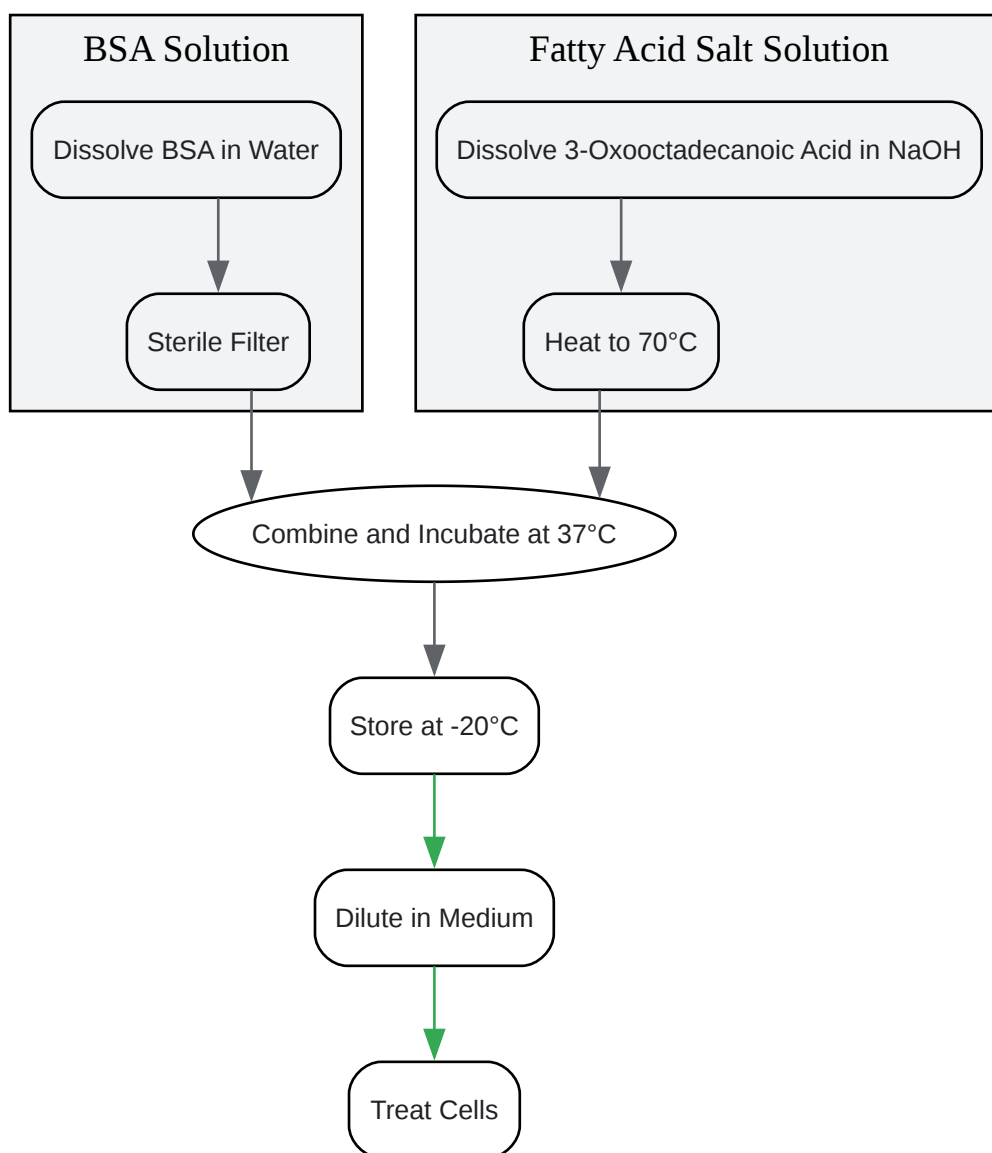 BSA Solution
Dissolve BSA in Water
Sterile Filter
Fatty Acid Salt Solution
Dissolve 3-Oxooctadecanoic Acid in NaOH
Heat to 70°C
Combine and Incubate at 37°C
Store at -20°C
Dilute in Medium
Treat Cells